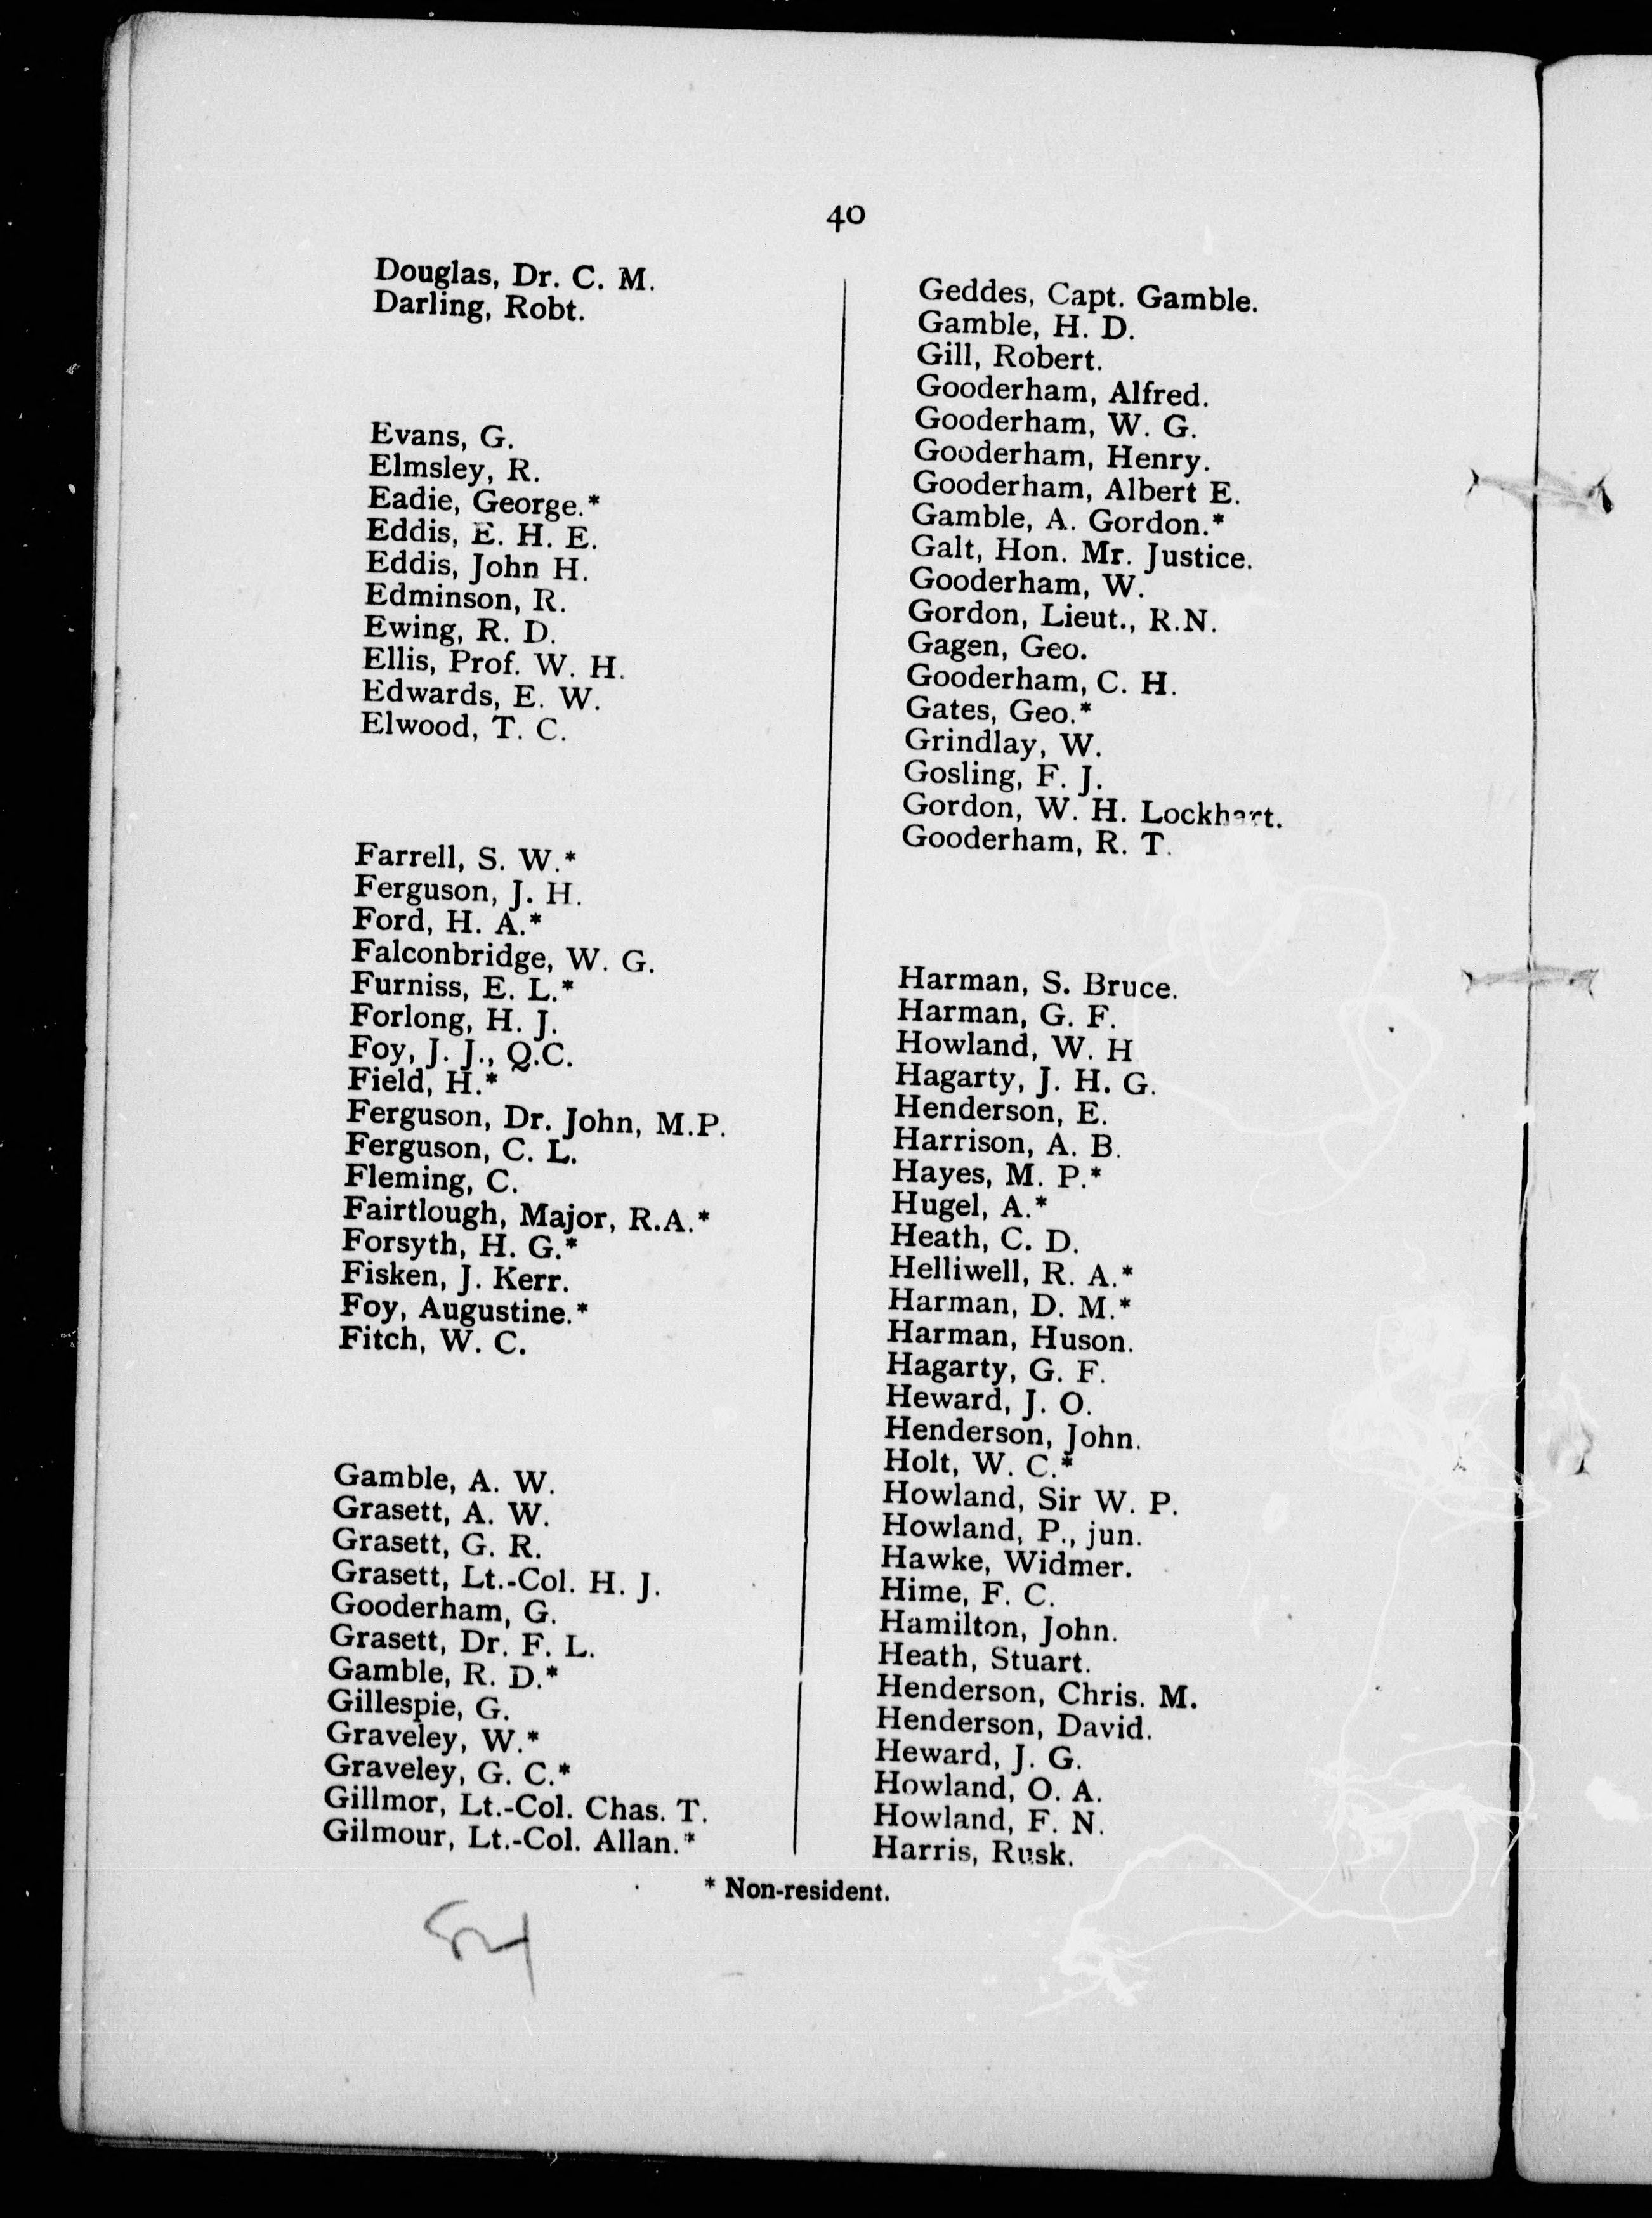 40
Douglas, Dr. C. M.
Darling, Robt.
Evans, G.
Elmsley, R.
Eadie, George.*
Eddis, E. H. E.
Eddis, John H.
Edminson, R.
Ewing, R. D.
Ellis, Prof. W. H.
Edwards, E. W.
Elwood, T. C.
Farrell, S. W.*
Ferguson, J. H.
Ford, H. A.*
Falconbridge, W. G.
Furniss, E. L.*
Forlong, H. J.
Foy, J. J., Q.C.
Field, H.*
Ferguson, Dr. John, M.P.
Ferguson, C. L.
Fleming, C.
Fairtlough, Major, R.A.*
Forsyth, H. G.*
Fisken, J. Kerr.
Foy, Augustine.*
Fitch, W. C.
Gamble, A. W.
Grasett, A. W.
Grasett, G. R.
Grasett, Lt.-Col. H. J.
Gooderham, G.
Grasett, Dr. F. L.
Gamble, R. D.*
Gillespie, G.
Graveley, W.*
Graveley, G. C.*
Gillmor, Lt.-Col. Chas. T.
Gilmour, Lt.-Col. Allan.*
Geddes, Capt. Gamble.
Gamble, H. D.
Gill, Robert.
Gooderham, Alfred.
Gooderham, W. G.
Gooderham, Henry.
Gooderham, Albert E.
Gamble, A. Gordon.*
Galt, Hon. Mr. Justice.
Gooderham, W.
Gordon, Lieut., R.N.
Gagen, Geo.
Gooderham, C. H.
Gates, Geo.*
Grindlay, W.
Gosling, F. J.
Gordon, W. H. Lockhart.
Gooderham, R. T.
Harman, S. Bruce.
Harman, G. F.
Howland, W. H
Hagarty, J. H. G.
Henderson, E.
Harrison, A. B.
Hayes, M. P.*
Hugel, A.*
Heath, C. D.
Helliwell, R. A.*
Harman, D. M.*
Harman, Huson.
Hagarty, G. F.
Heward, J. O.
Henderson, John.
Holt, W. C.*
Howland, Sir W. P.
Howland, P., jun.
Hawke, Widmer.
Hime, F. C.
Hamilton, John.
Heath, Stuart.
Henderson, Chris. M.
Henderson, David.
Heward, J. G.
Howland, O. A.
Howland, F. N.
Harris, Rusk.
* Non-resident.